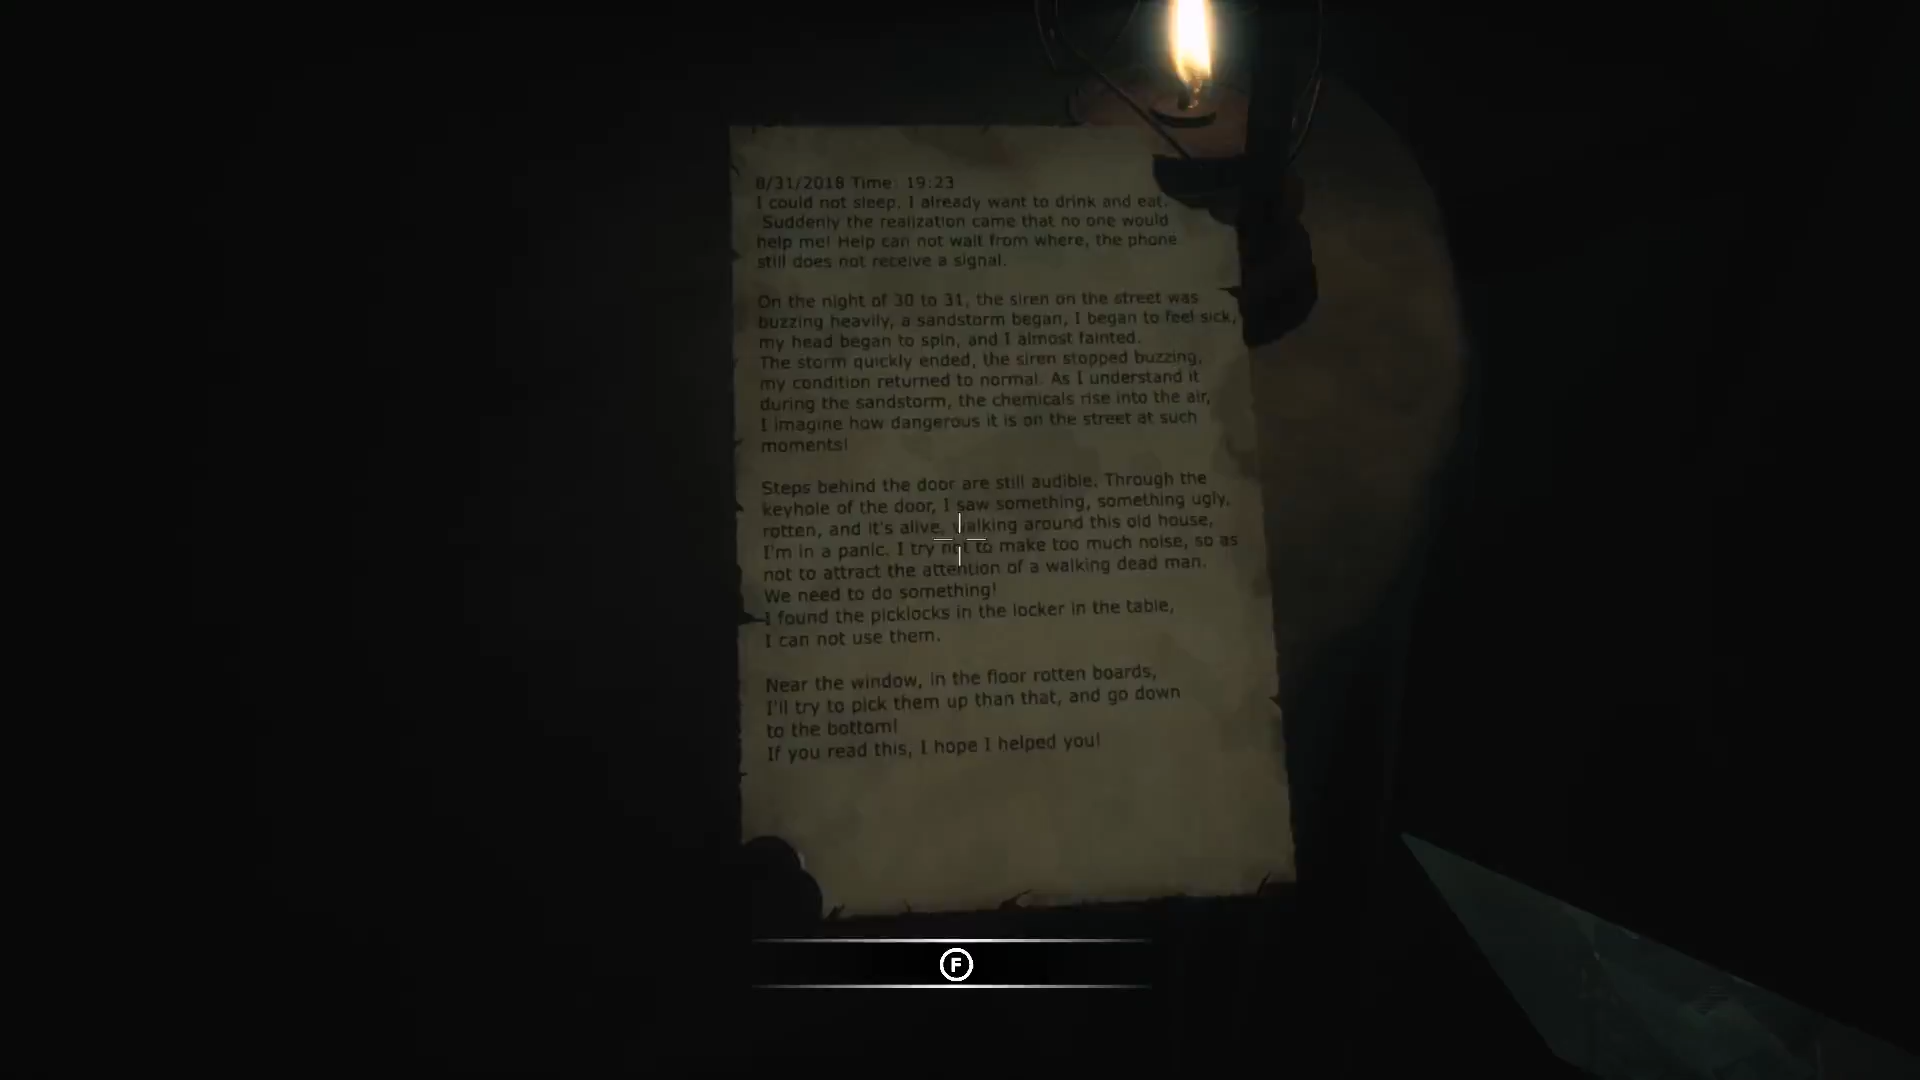 8/31/2018 Time: 19:23
I could not sleep. I already want to drink and eat.
Suddenly the realization came that no one would
help me! Help can not wait from where, the phone
still does not receive a signal.
On the night of 30 to 31, the siren on the street was
buzzing heavily, a sandstorm began, I began to feel sick,
my head began to spin, and I almost fainted.
The storm quickly ended, the siren stopped buzzing,
my condition returned to normal. As I understand it
during the sandstorm, the chemicals rise into the air,
I imagine how dangerous it is on the street at such
moments!
Steps behind the door are still audible. Through the
keyhole of the door, I saw something, something ugly,
rotten, and it's alive, walking around this old house,
I'm in a panic. I try not to make too much noise, so as
not to attract the attention of a walking dead man.
We need to do something!
I found the picklocks in the locker in the table,
I can not use them.
Near the window, in the floor rotten boards,
I'll try to pick them up than that, and go down
to the bottom!
If you read this, I hope I helped you!
F